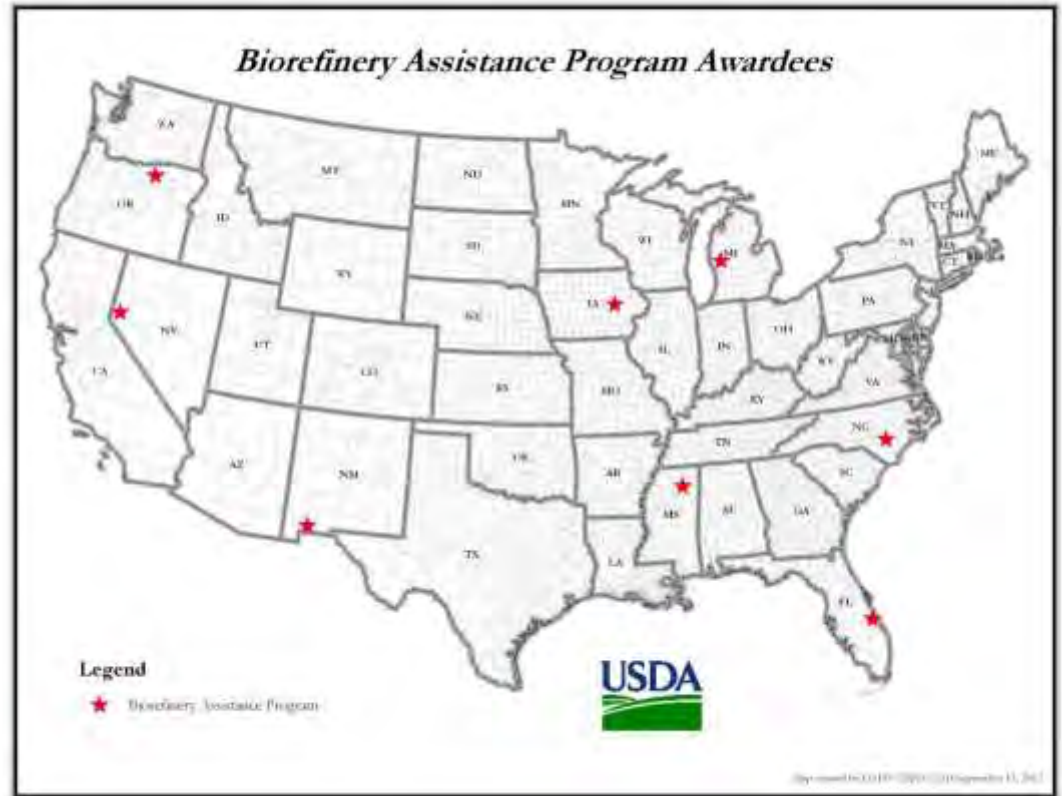 Biorefinery Assistance Program Awardees
ME
MT
ND
OR
ID
MN
VT
NH
SD
WI
MI
NY
WY
IA
PA
NE
NV
UT
IL
IN
OH
CO
WV
CA
KS
MO
VA
KY
NC
TN
AZ
NM
OK
AR
SC
MS
AL
GA
TX
LA
FL
Legend
USDA
Biorefinery Assistance Program